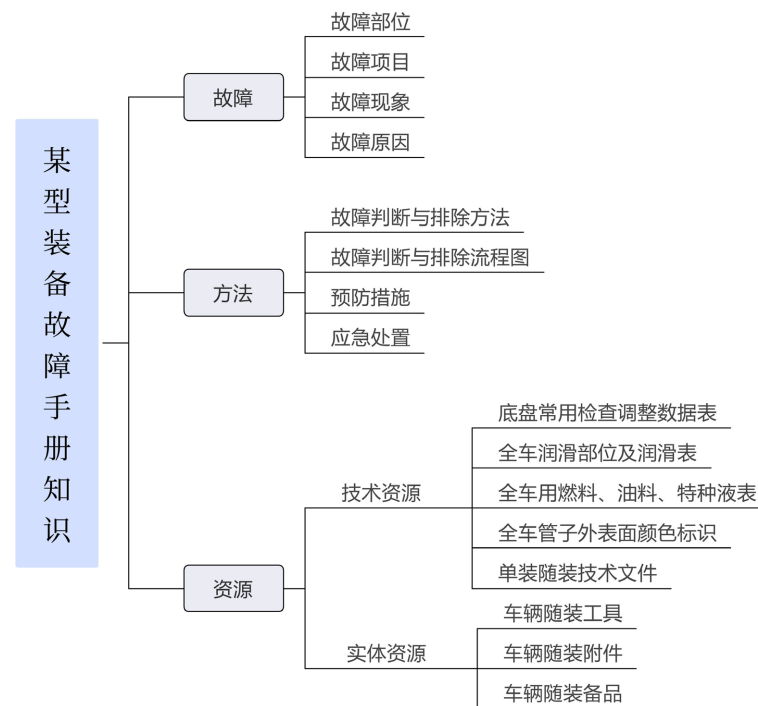 某型装备故障手册知识
故障
故障部位
故障项目
故障现象
故障原因
方法
故障判断与排除方法
故障判断与排除流程图
预防措施
应急处置
资源
技术资源
底盘常用检查调整数据表
全车润滑部位及润滑表
全车用燃料、油料、特种液表
全车管子外表面颜色标识
单装随装技术文件
实体资源
车辆随装工具
车辆随装附件
车辆随装备品